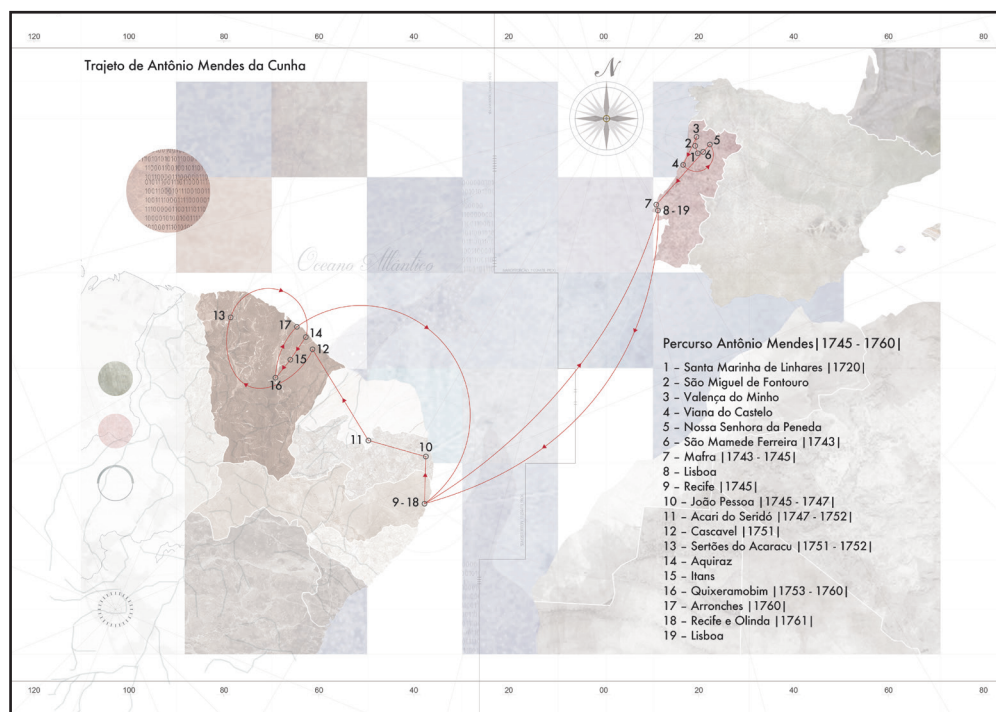 120 100 80 60 40 20 00 20 40 60 80
Trajeto de Antônio Mendes da Cunha
N
3
5
2
1
6
4
7
8 - 19
Oceano Atlântico
13
17
14
12
15
16
11
10
9 - 18
Percurso Antônio Mendes|1745 - 1760|
1 – Santa Marinha de Linhares |1720|
2 – São Miguel de Fontouro
3 – Valença do Minho
4 – Viana do Castelo
5 – Nossa Senhora da Peneda
6 – São Mamede Ferreira |1743|
7 – Mafra |1743 - 1745|
8 – Lisboa
9 – Recife |1745|
10 – João Pessoa |1745 - 1747|
11 – Acari do Seridó |1747 - 1752|
12 – Cascavel |1751|
13 – Sertões do Acaracu |1751 - 1752|
14 – Aquiraz
15 – Itans
16 – Quixeramobim |1753 - 1760|
17 – Arronches |1760|
18 – Recife e Olinda |1761|
19 – Lisboa
120 100 80 60 40 20 00 20 40 60 80